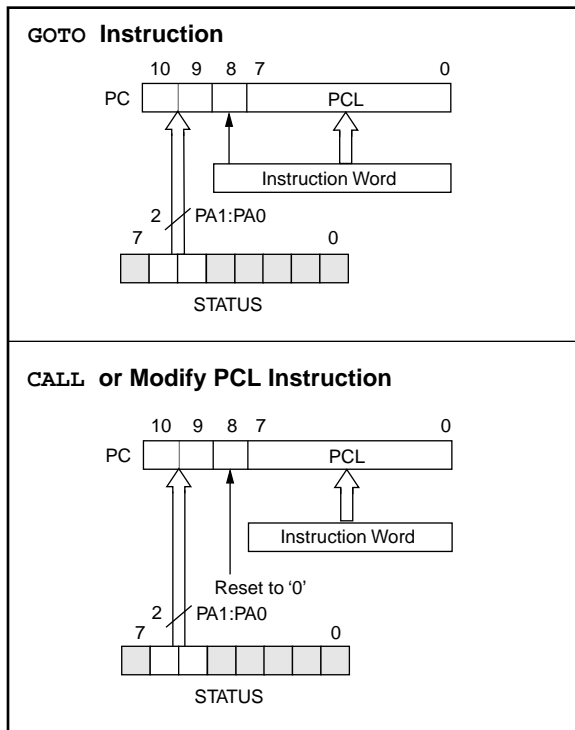 GOTO Instruction
10 9 8 7 0
PC PCL
Instruction Word
2 PA1:PA0
7 0
STATUS
CALL or Modify PCL Instruction
10 9 8 7 0
PC PCL
Instruction Word
Reset to ‘0’
2 PA1:PA0
7 0
STATUS